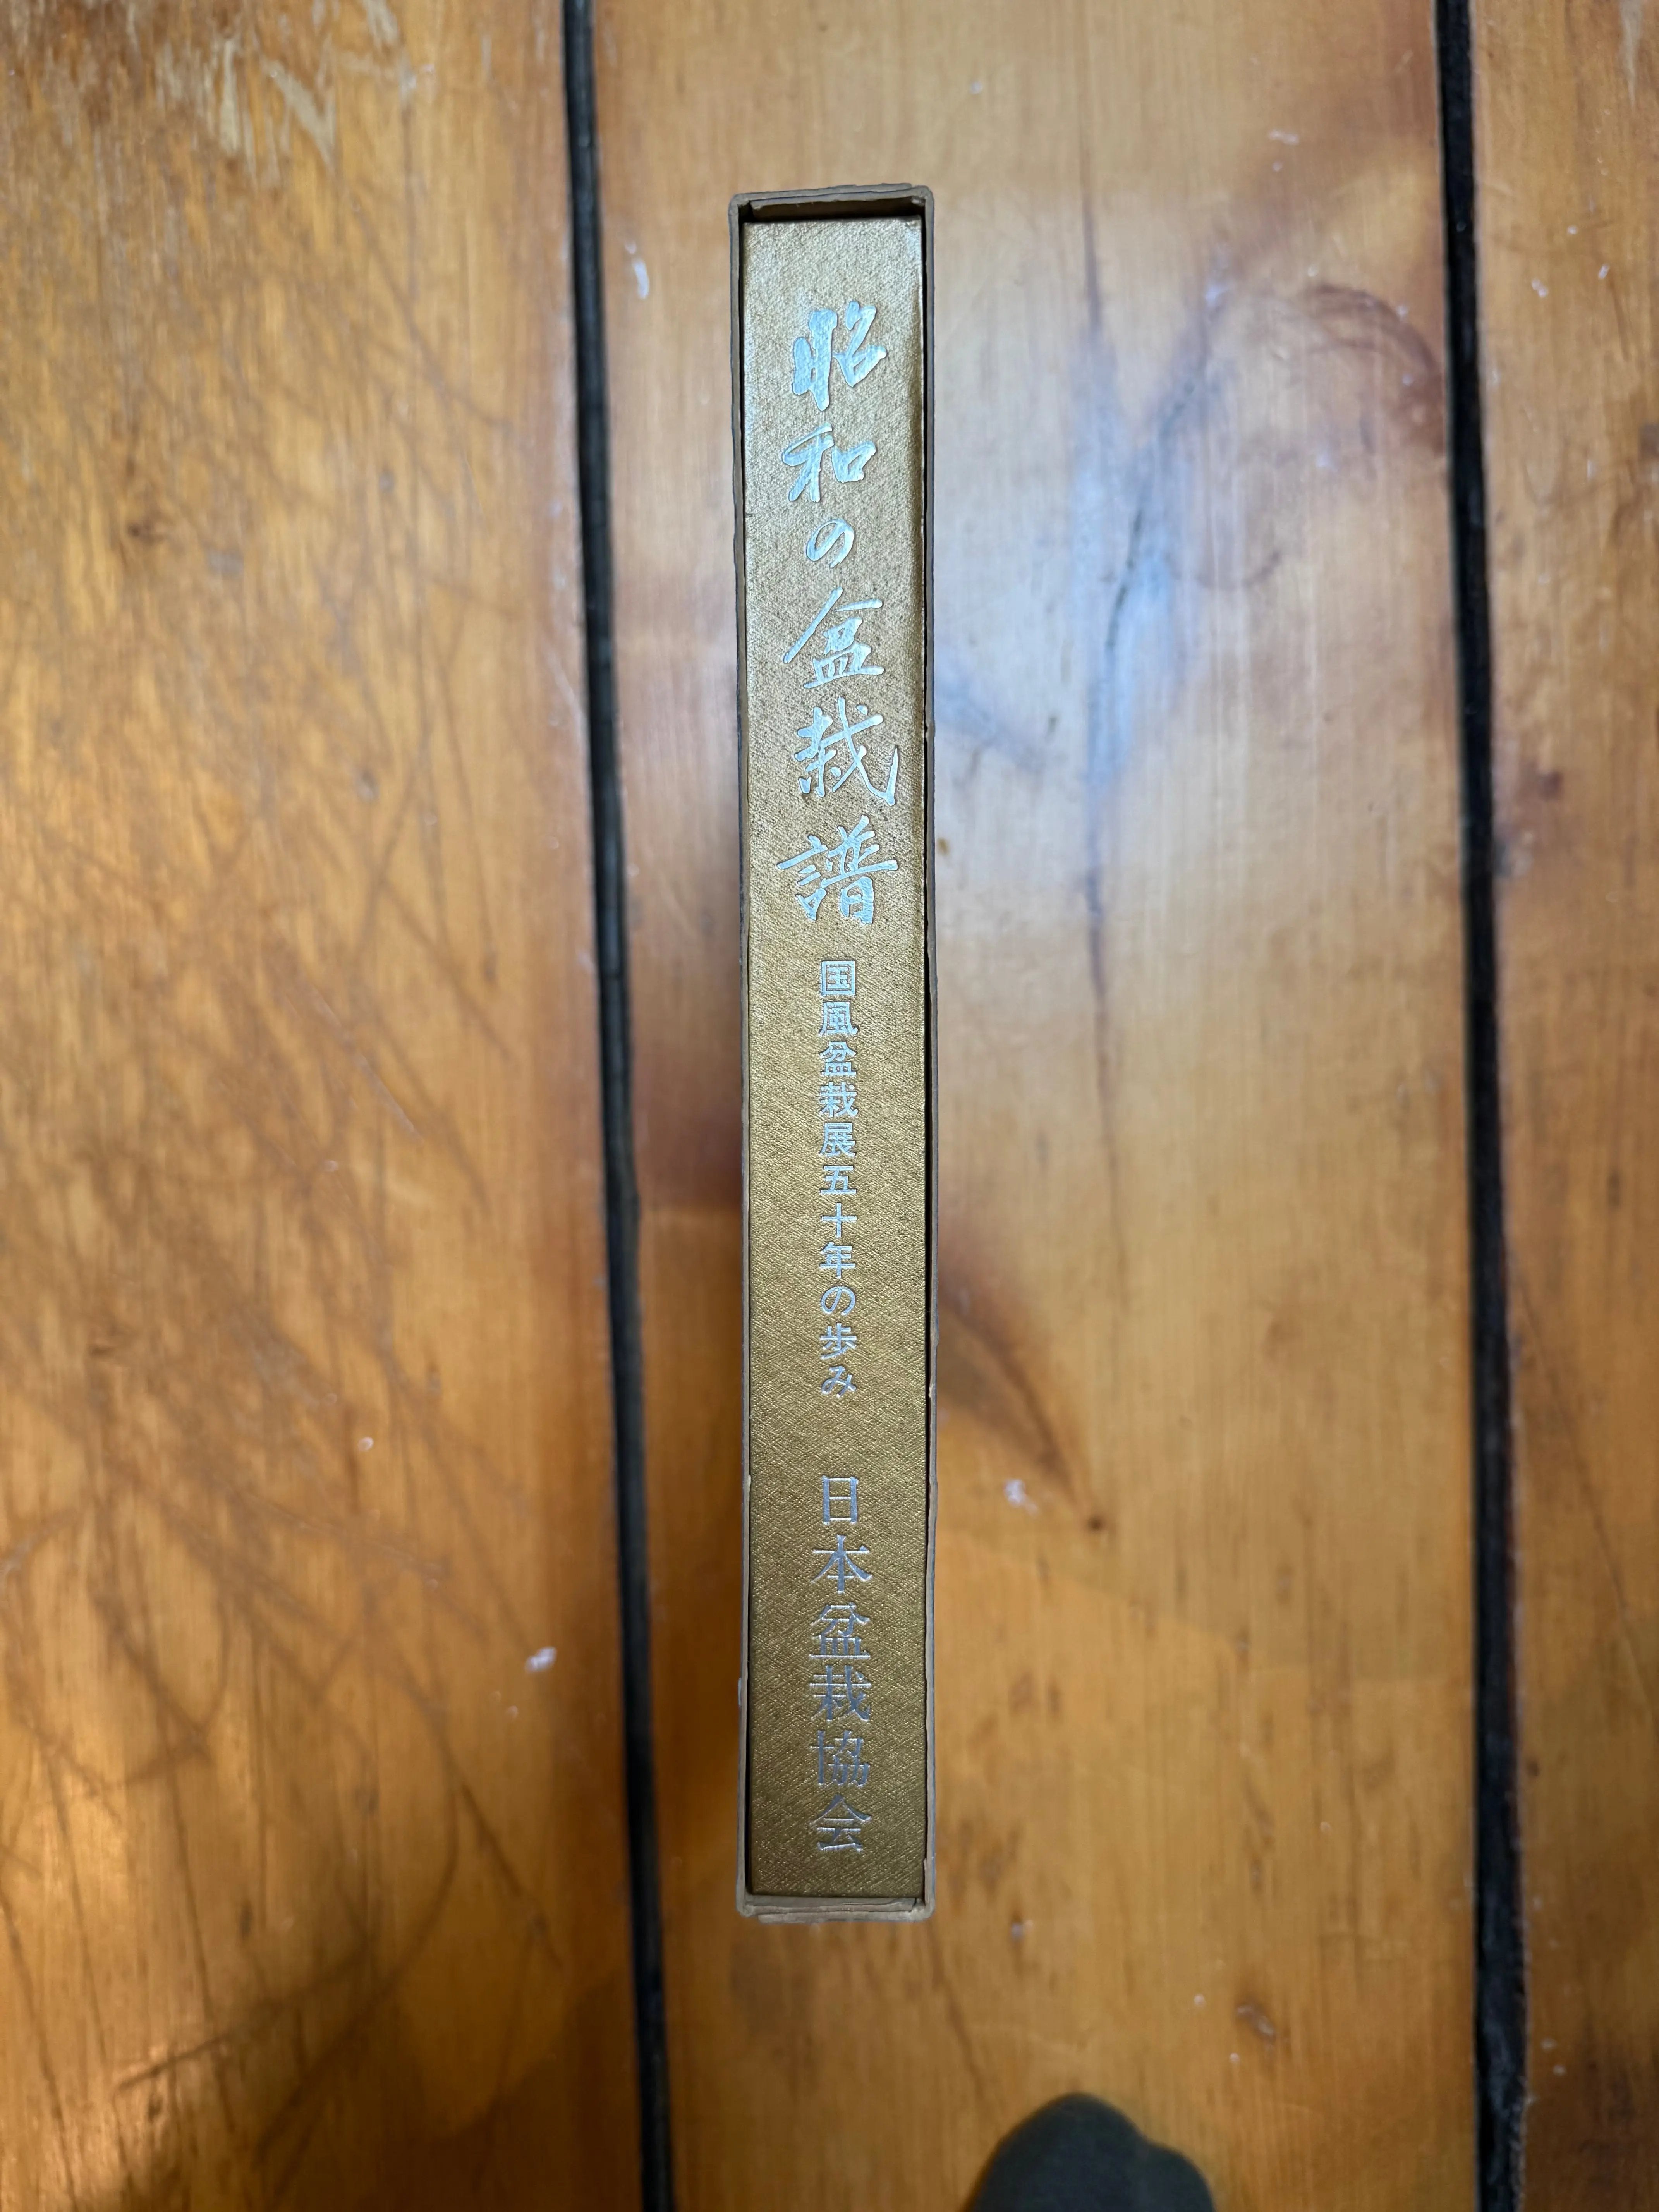 昭和の盆栽譜
国風盆栽展五十年の歩み
日本盆栽協会